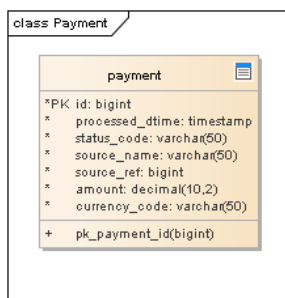 class Payment
payment
*PK id: bigint
* processed_dtime: timestamp
* status_code: varchar(50)
* source_name: varchar(50)
* source_ref: bigint
* amount: decimal(10,2)
* currency_code: varchar(50)
+ pk_payment_id(bigint)